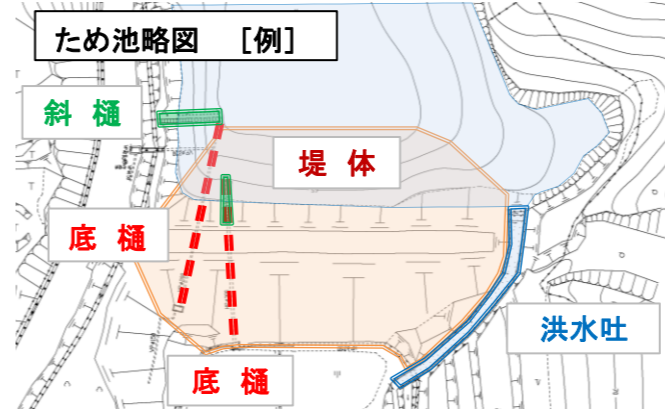 ため池略図 [例]
斜 樋
堤 体
底 樋
洪水吐
底 樋